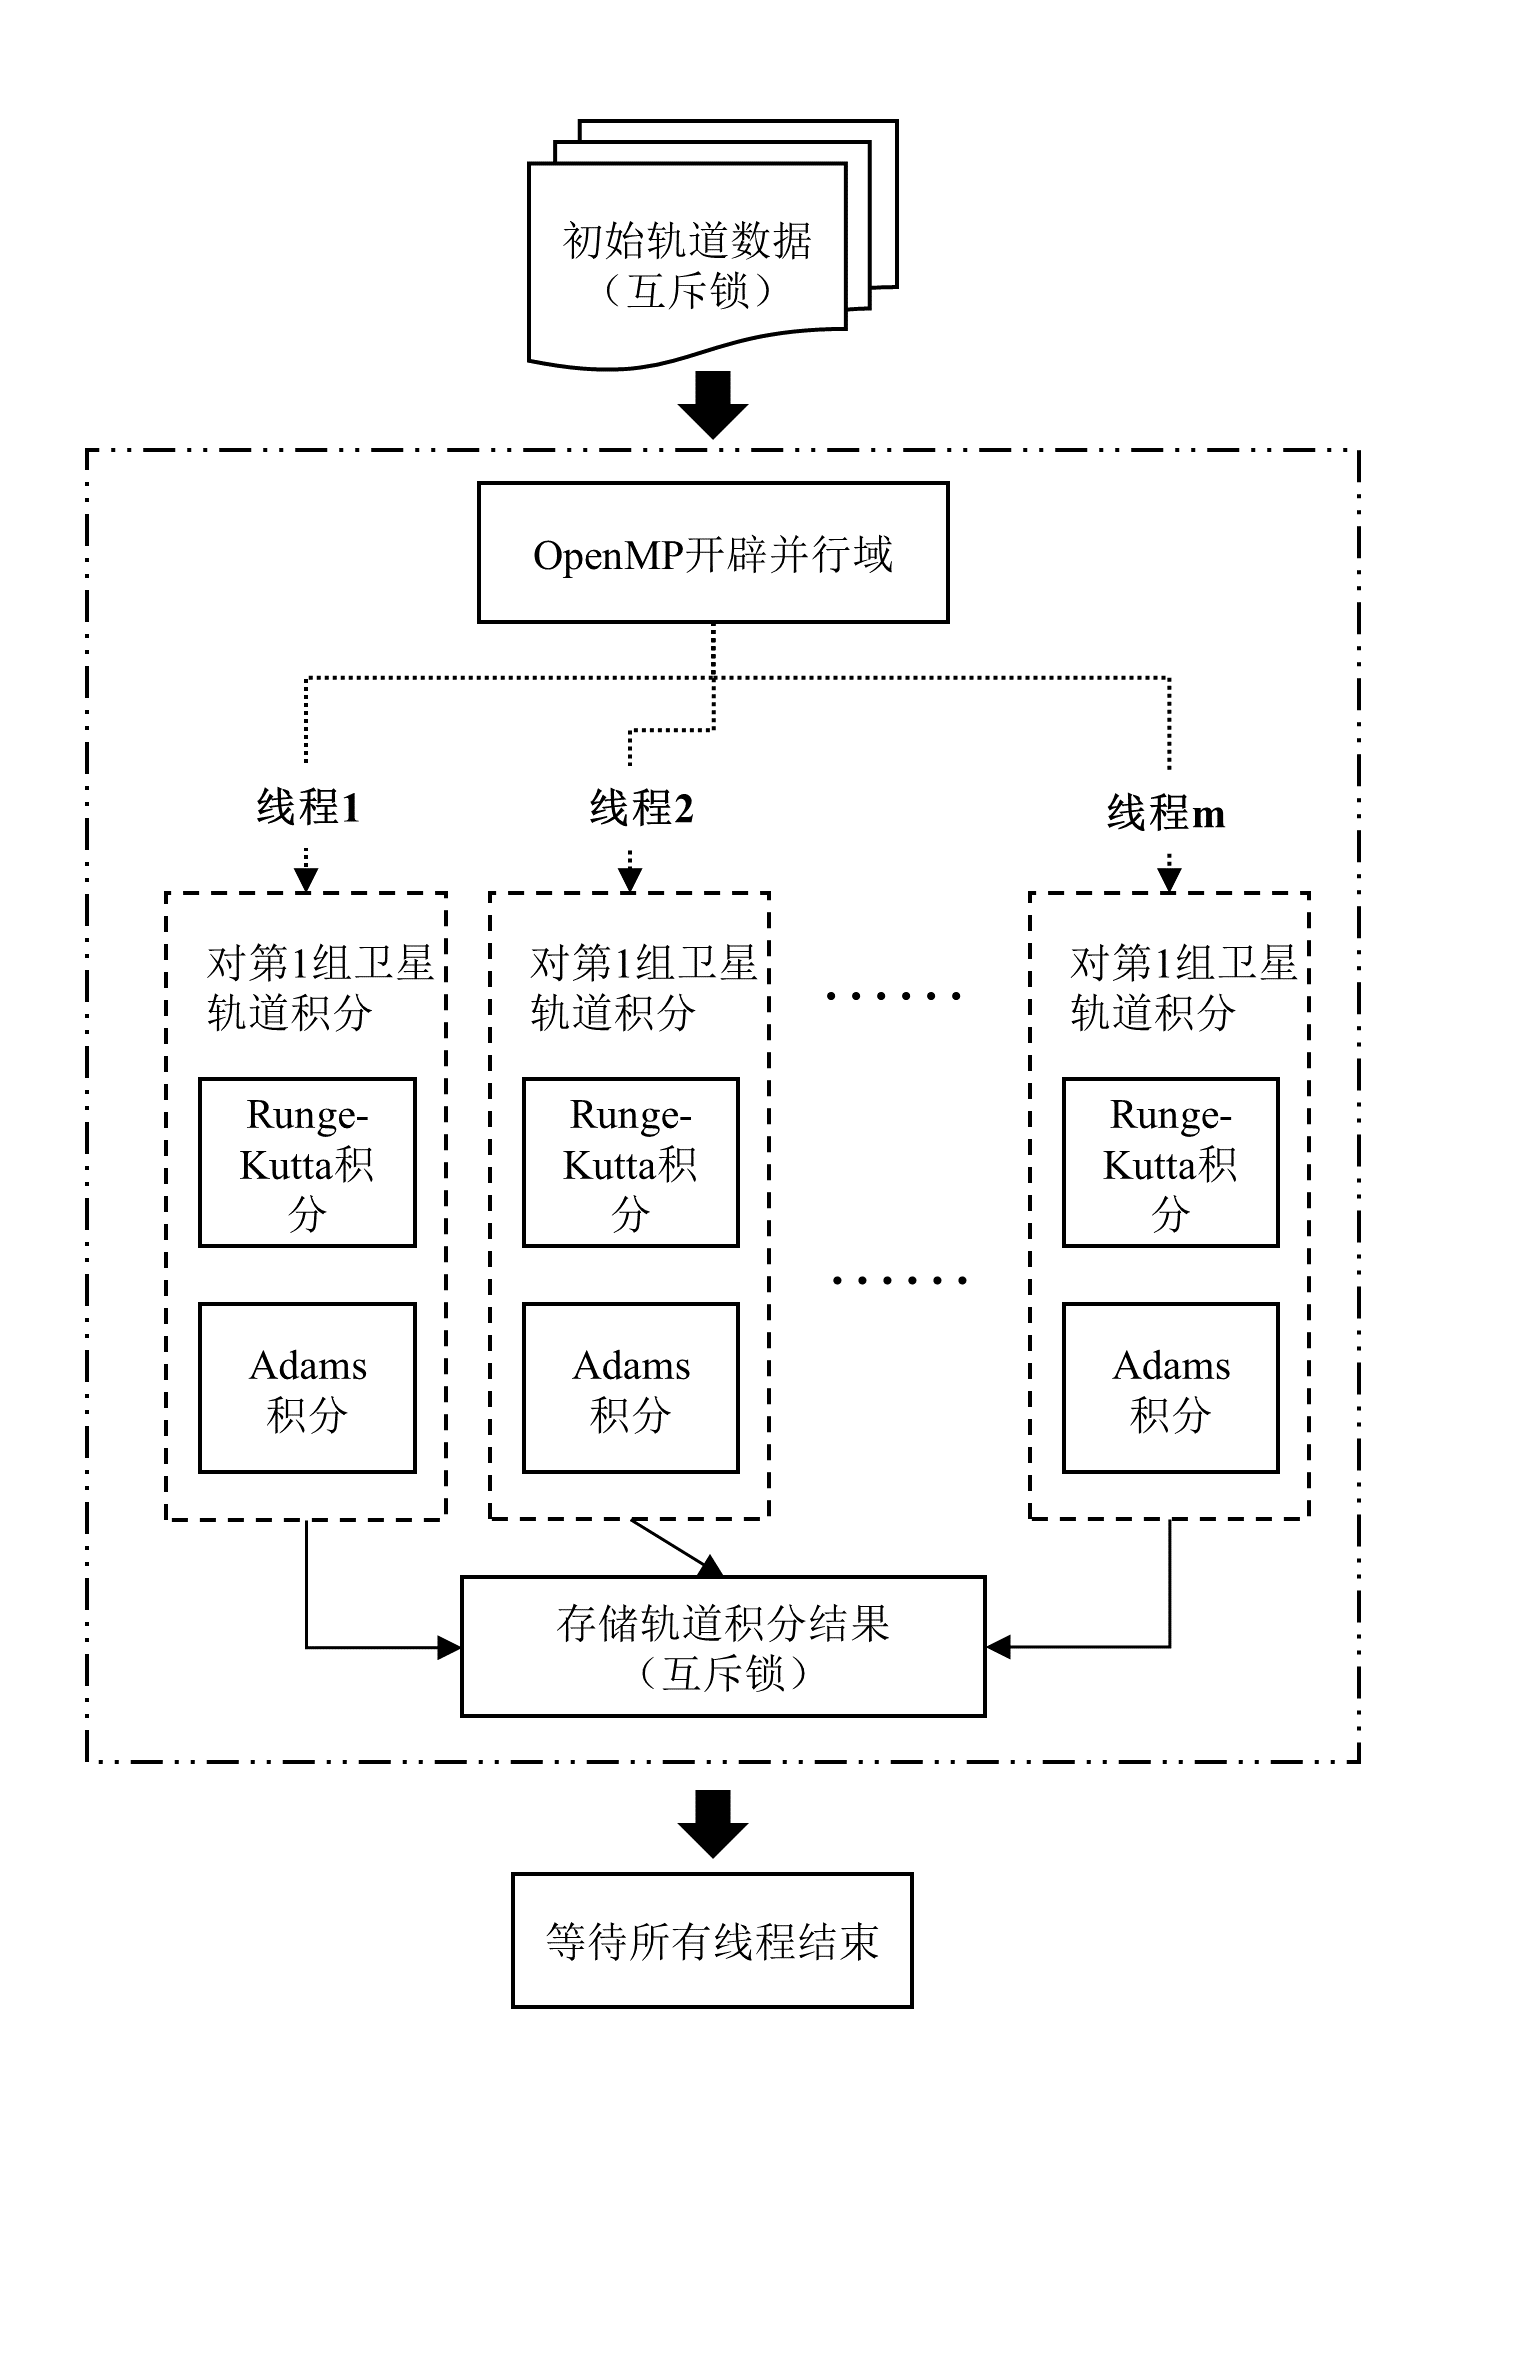 初始轨道数据
（互斥锁）
OpenMP开辟并行域
线程1
线程2
线程m
对第1组卫星
轨道积分
Runge-
Kutta积
分
Adams
积分
对第1组卫星
轨道积分
Runge-
Kutta积
分
Adams
积分
······
······
对第1组卫星
轨道积分
Runge-
Kutta积
分
Adams
积分
存储轨道积分结果
（互斥锁）
等待所有线程结束